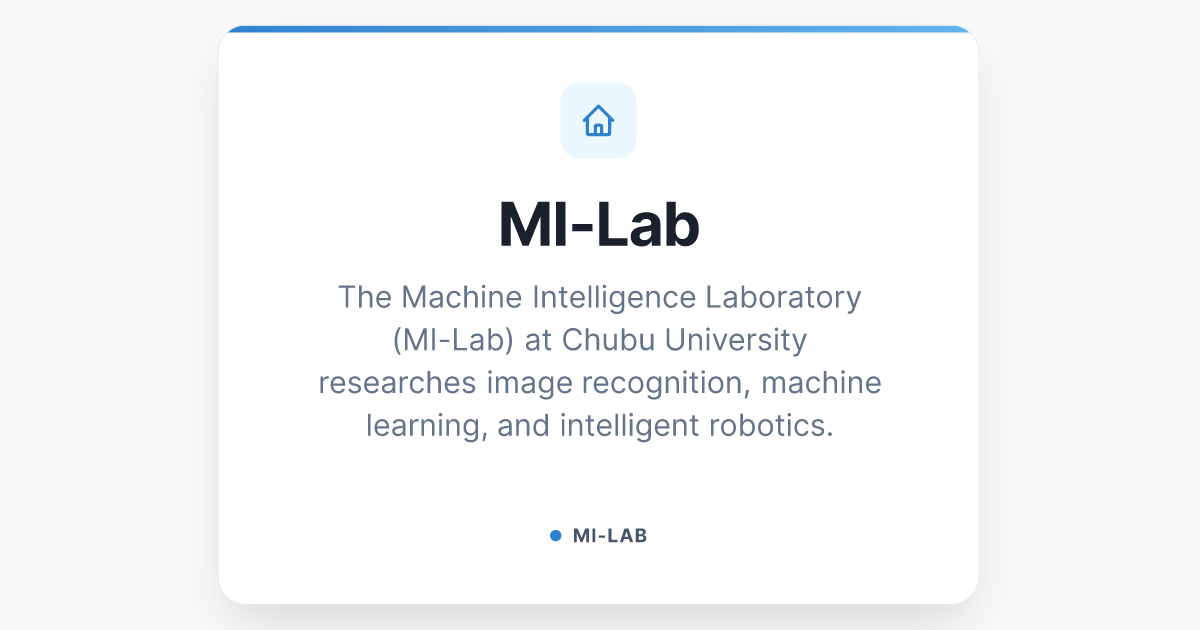 MI-Lab
The Machine Intelligence Laboratory
(MI-Lab) at Chubu University
researches image recognition, machine
learning, and intelligent robotics.
MI-LAB